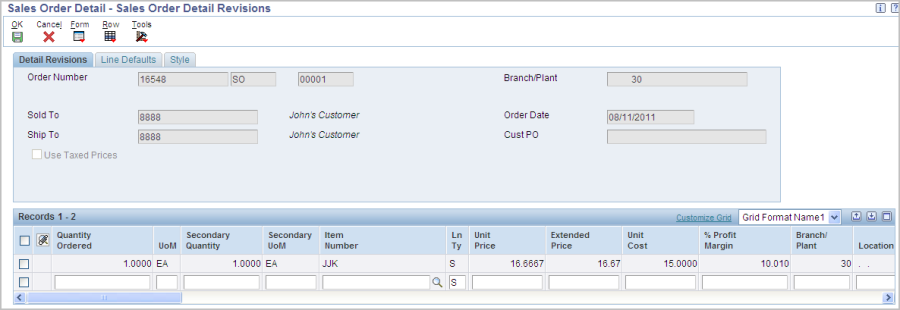 Sales Order Detail - Sales Order Detail Revisions
OK Cancel Form Row Tools
Detail Revisions Line Defaults Style
Order Number 16548 SO 00001 Branch/Plant 30
Sold To 8888 John's Customer Order Date 08/11/2011
Ship To 8888 John's Customer Cust PO
Use Taxed Prices
Records 1 - 2 Customize Grid Grid Format Name1
Quantity Ordered UoM Secondary Quantity Secondary UoM Item Number Ln Ty Unit Price Extended Price Unit Cost % Profit Margin Branch/ Plant Location
1.0000 EA 1.0000 EA JJK S 16.6667 16.67 15.0000 10.010 30 . .
S